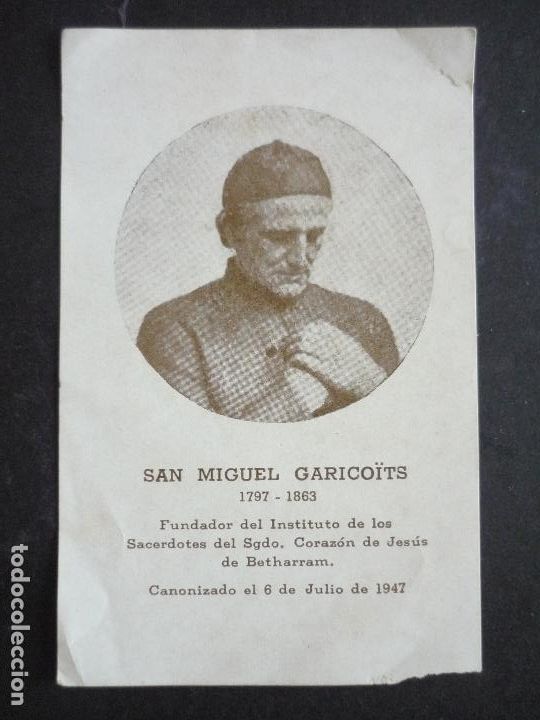 SAN MIGUEL GARICOÏTS
1797 - 1863
Fundador del Instituto de los
Sacerdotes del Sgdo. Corazón de Jesús
de Betharram.
Canonizado el 6 de Julio de 1947
todocoleccion.net